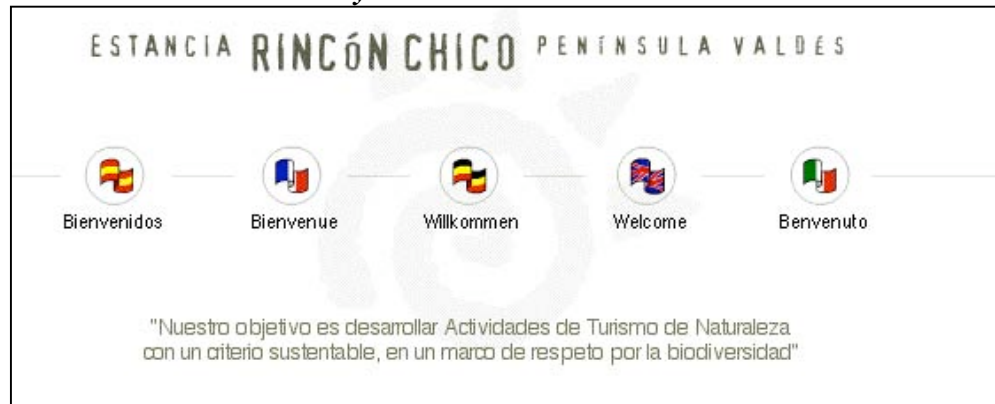 ESTANCIA RINCÓN CHICO PENÍNSULA VALDÉS
Bienvenidos Bienvenue Willkommen Welcome Benvenuto
"Nuestro objetivo es desarrollar Actividades de Turismo de Naturaleza
con un criterio sustentable, en un marco de respeto por la biodiversidad"